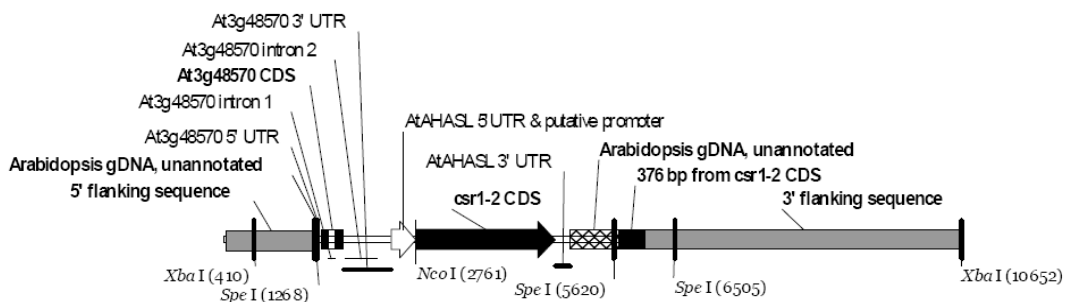 At3g48570 3' UTR
At3g48570 intron 2
At3g48570 CDS
At3g48570 intron 1
At3g48570 5' UTR
Arabidopsis gDNA, unannotated
5' flanking sequence
AtAHASL 5'UTR & putative promoter
AtAHASL 3' UTR
csr1-2 CDS
Arabidopsis gDNA, unannotated
376 bp from csr1-2 CDS
3' flanking sequence
Xba I (410)
Spe I (1268)
Nco I (2761)
Spe I (5620)
Spe I (6505)
Xba I (10652)